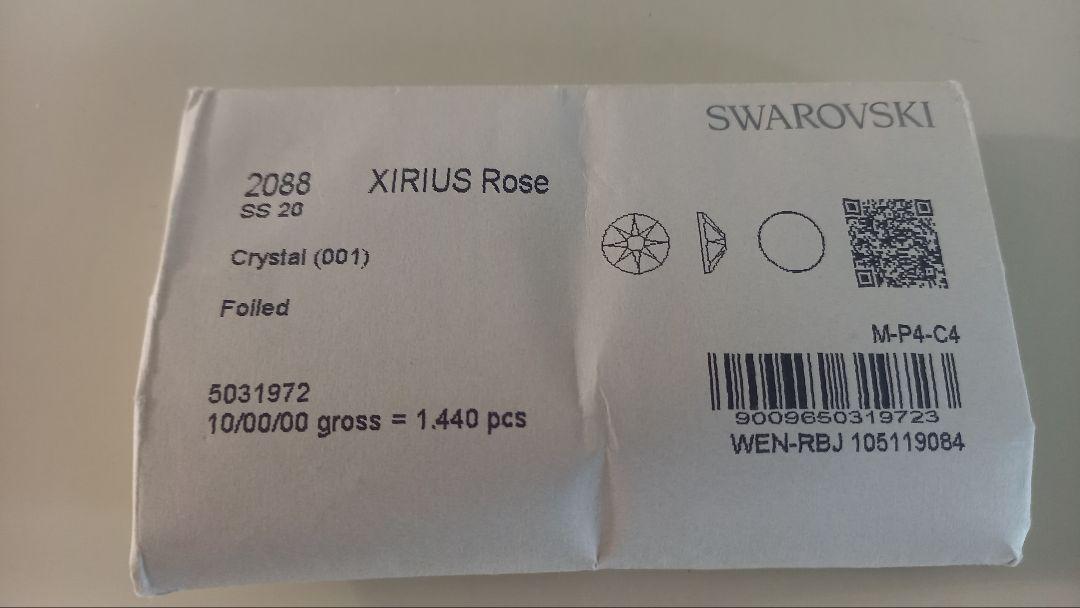 SWAROVSKI
2088 XIRIUS Rose
SS 20
Crystal (001)
Foiled
M-P4-C4
5031972
10/00/00 gross = 1.440 pcs
9009650319723
WEN-RBJ 105119084